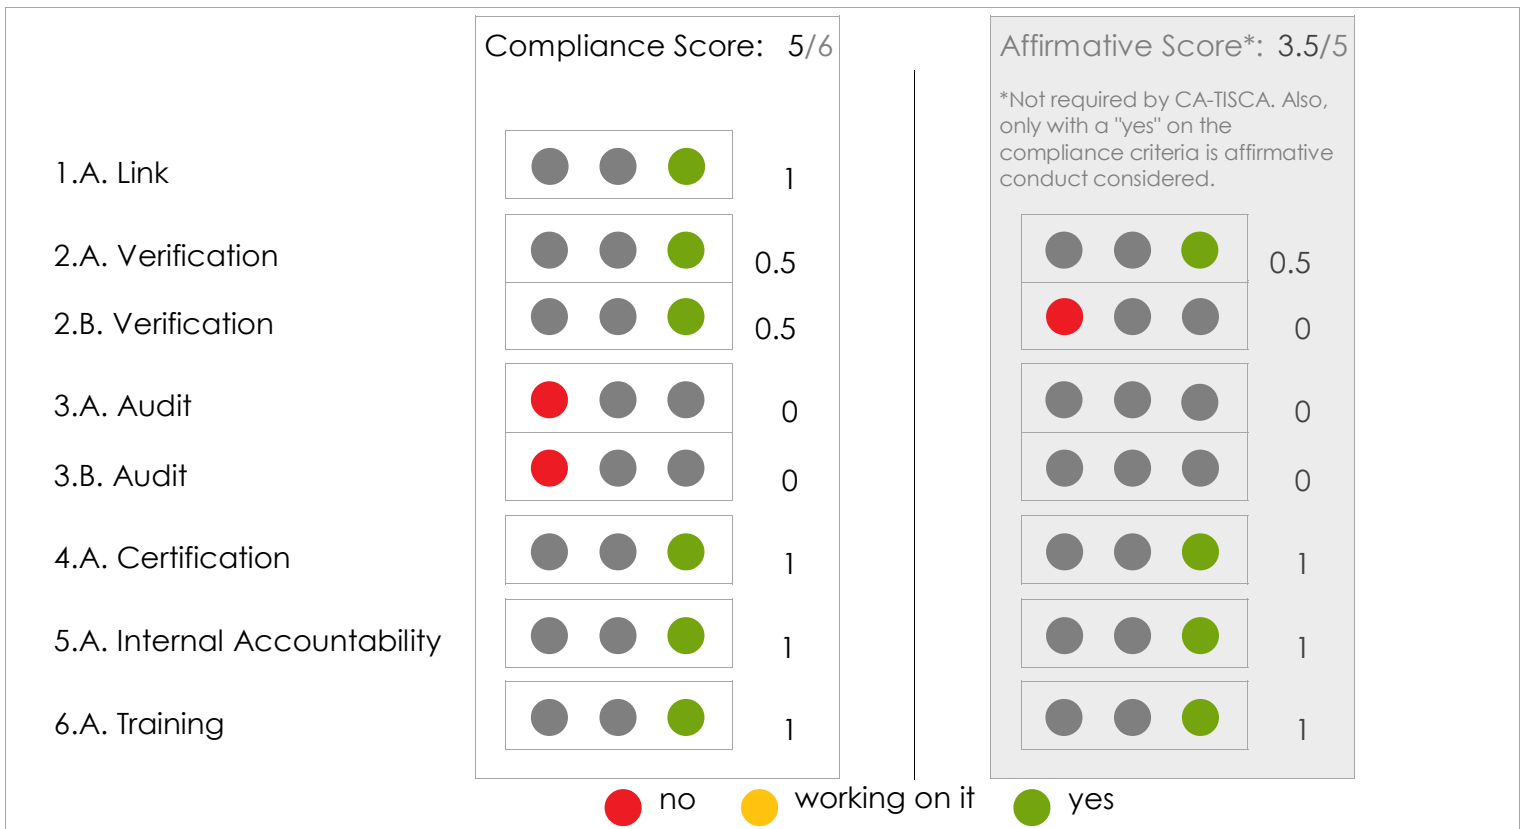 Compliance Score: 5/6
Affirmative Score*: 3.5/5
*Not required by CA-TISCA. Also,
only with a "yes" on the
compliance criteria is affirmative
conduct considered.
1.A. Link 1
2.A. Verification 0.5 0.5
2.B. Verification 0.5 0
3.A. Audit 0 0
3.B. Audit 0 0
4.A. Certification 1 1
5.A. Internal Accountability 1 1
6.A. Training 1 1
no working on it yes